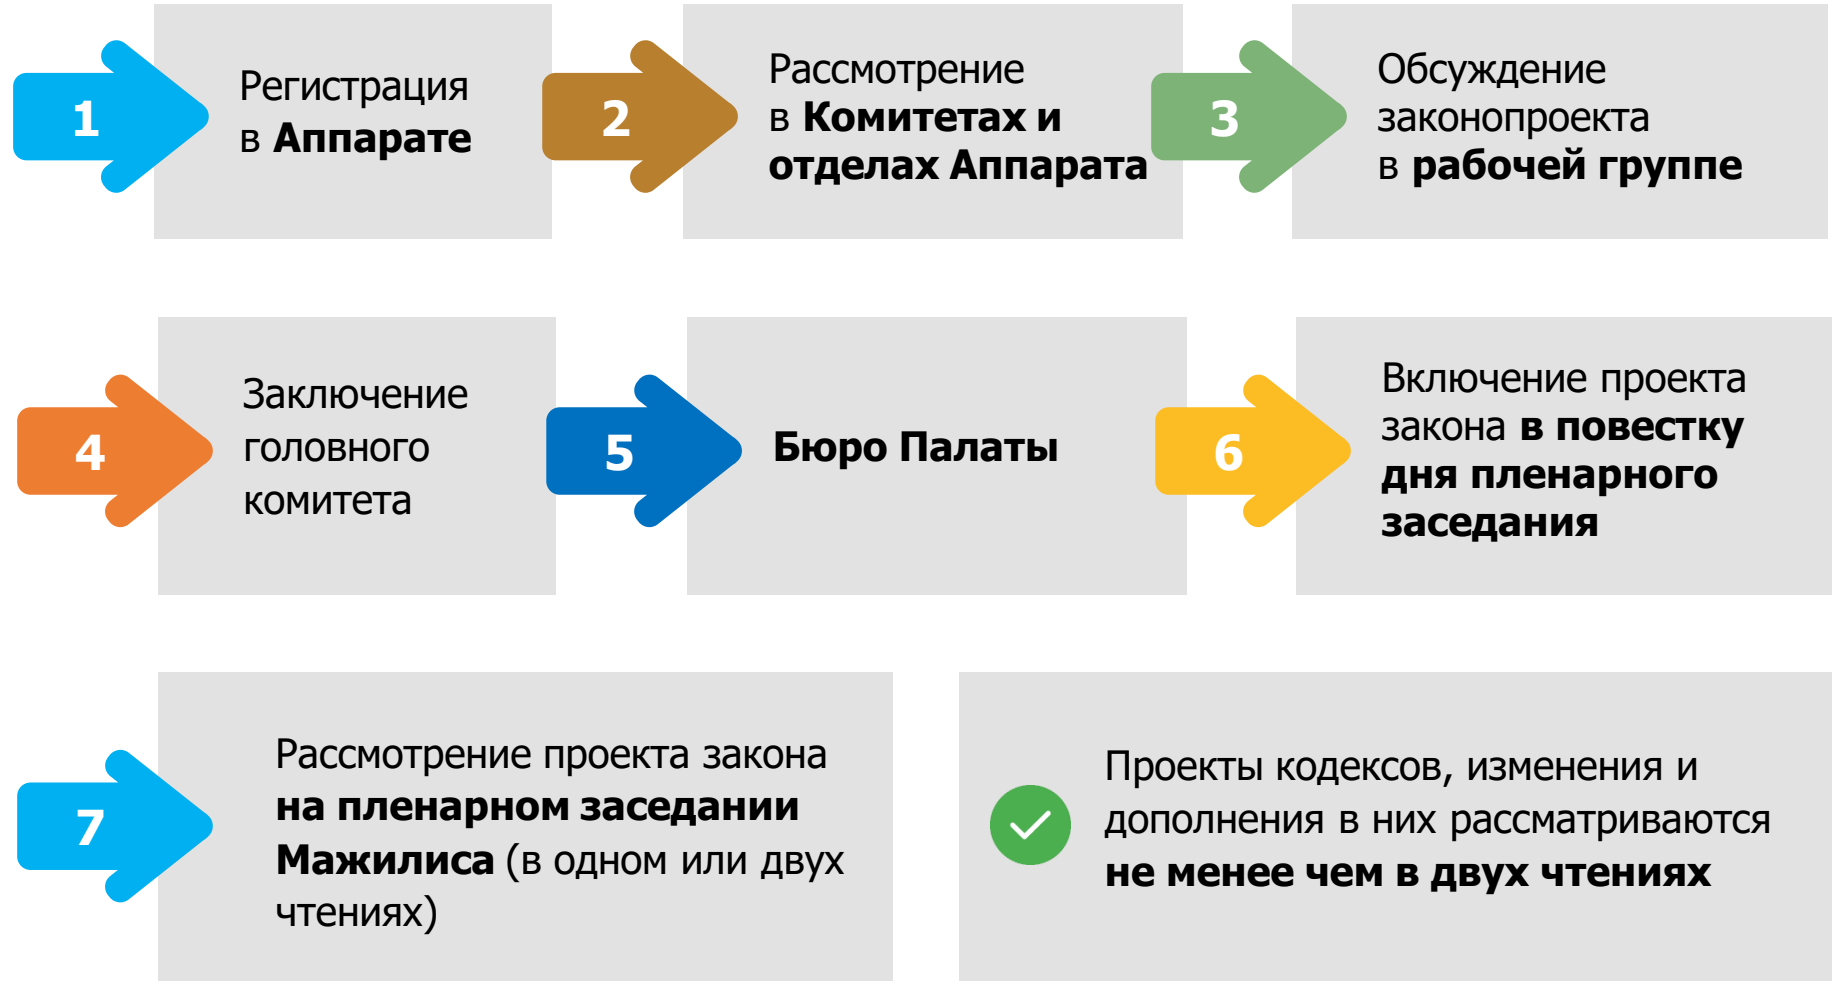 1
Регистрация
в Аппарате
2
Рассмотрение
в Комитетах и
отделах Аппарата
3
Обсуждение
законопроекта
в рабочей группе
4
Заключение
головного
комитета
5
Бюро Палаты
6
Включение проекта
закона в повестку
дня пленарного
заседания
7
Рассмотрение проекта закона
на пленарном заседании
Мажилиса (в одном или двух
чтениях)
Проекты кодексов, изменения и
дополнения в них рассматриваются
не менее чем в двух чтениях